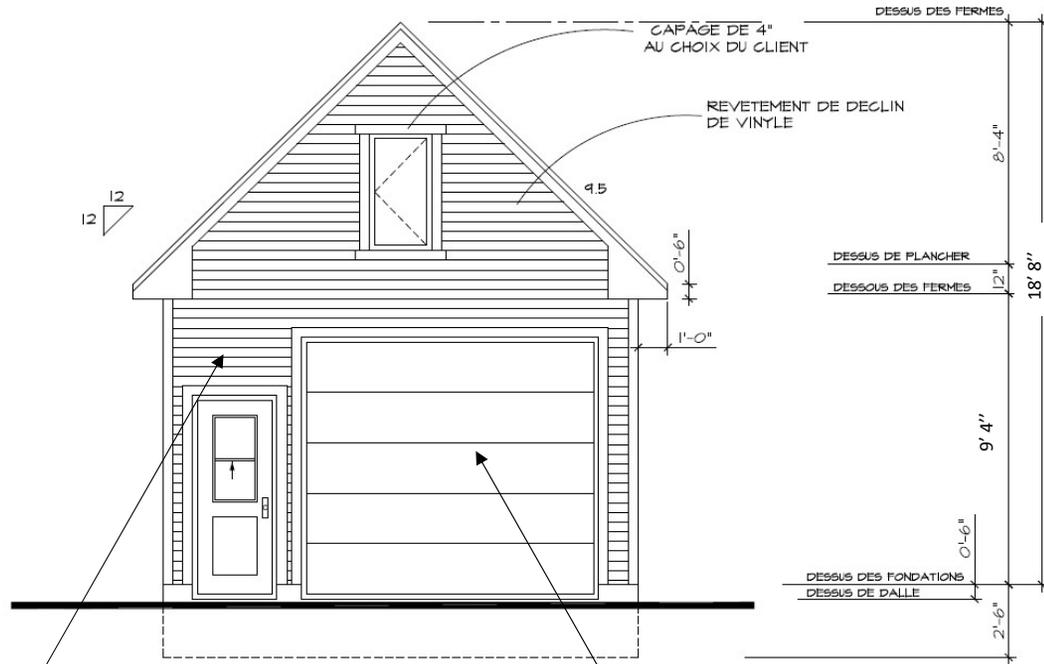 DESSUS DES FERMES
CAPAGE DE 4"
AU CHOIX DU CLIENT
REVETEMENT DE DECLIN
DE VINYLE
8'-4"
12
12
9.5
0'-6"
DESSUS DE PLANCHER
12"
DESSOUS DES FERMES
18' 8"
1'-0"
9' 4"
0'-6"
DESSUS DES FONDATIONS
DESSUS DE DALLE
2'-6"